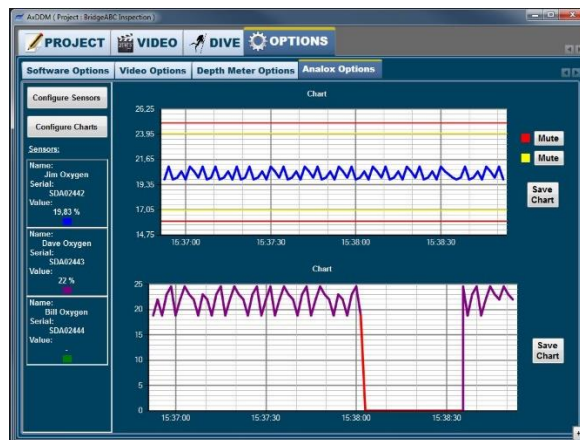 AxDDM ( Project : BridgeABC Inspection )
PROJECT VIDEO DIVE OPTIONS
Software Options Video Options Depth Meter Options Analox Options
Configure Sensors
Configure Charts
Sensors:
Name:
Jim Oxygen
Serial:
SDA02442
Value:
19,83 %
Name:
Dave Oxygen
Serial:
SDA02443
Value:
22 %
Name:
Bill Oxygen
Serial:
SDA02444
Value:
-
Chart
26,25
23,95
21,65
19,35
17,05
14,75
15:37:00 15:37:30 15:38:00 15:38:30
Mute
Mute
Save
Chart
Chart
25
20
15
10
5
0
15:37:00 15:37:30 15:38:00 15:38:30
Save
Chart